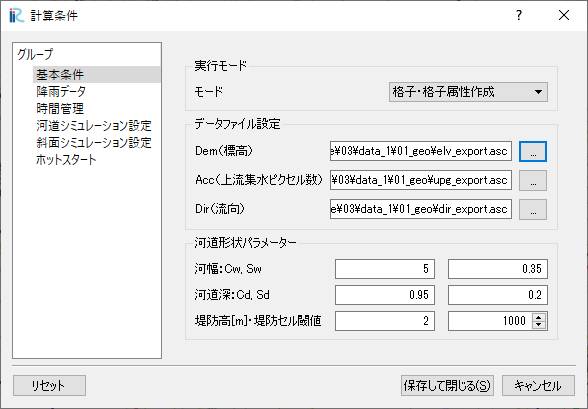 計算条件
グループ
基本条件
降雨データ
時間管理
河道シミュレーション設定
斜面シミュレーション設定
ホットスタート
実行モード
モード 格子・格子属性作成
データファイル設定
Dem(標高) e¥03¥data_1¥01_geo¥elv_export.asc ...
Acc(上流集水ピクセル数) ¥03¥data_1¥01_geo¥upg_export.asc ...
Dir(流向) e¥03¥data_1¥01_geo¥dir_export.asc ...
河道形状パラメーター
河幅：Cw, Sw 5 0.35
河道深：Cd, Sd 0.95 0.2
堤防高[m]・堤防セル閾値 2 1000
リセット 保存して閉じる(S) キャンセル